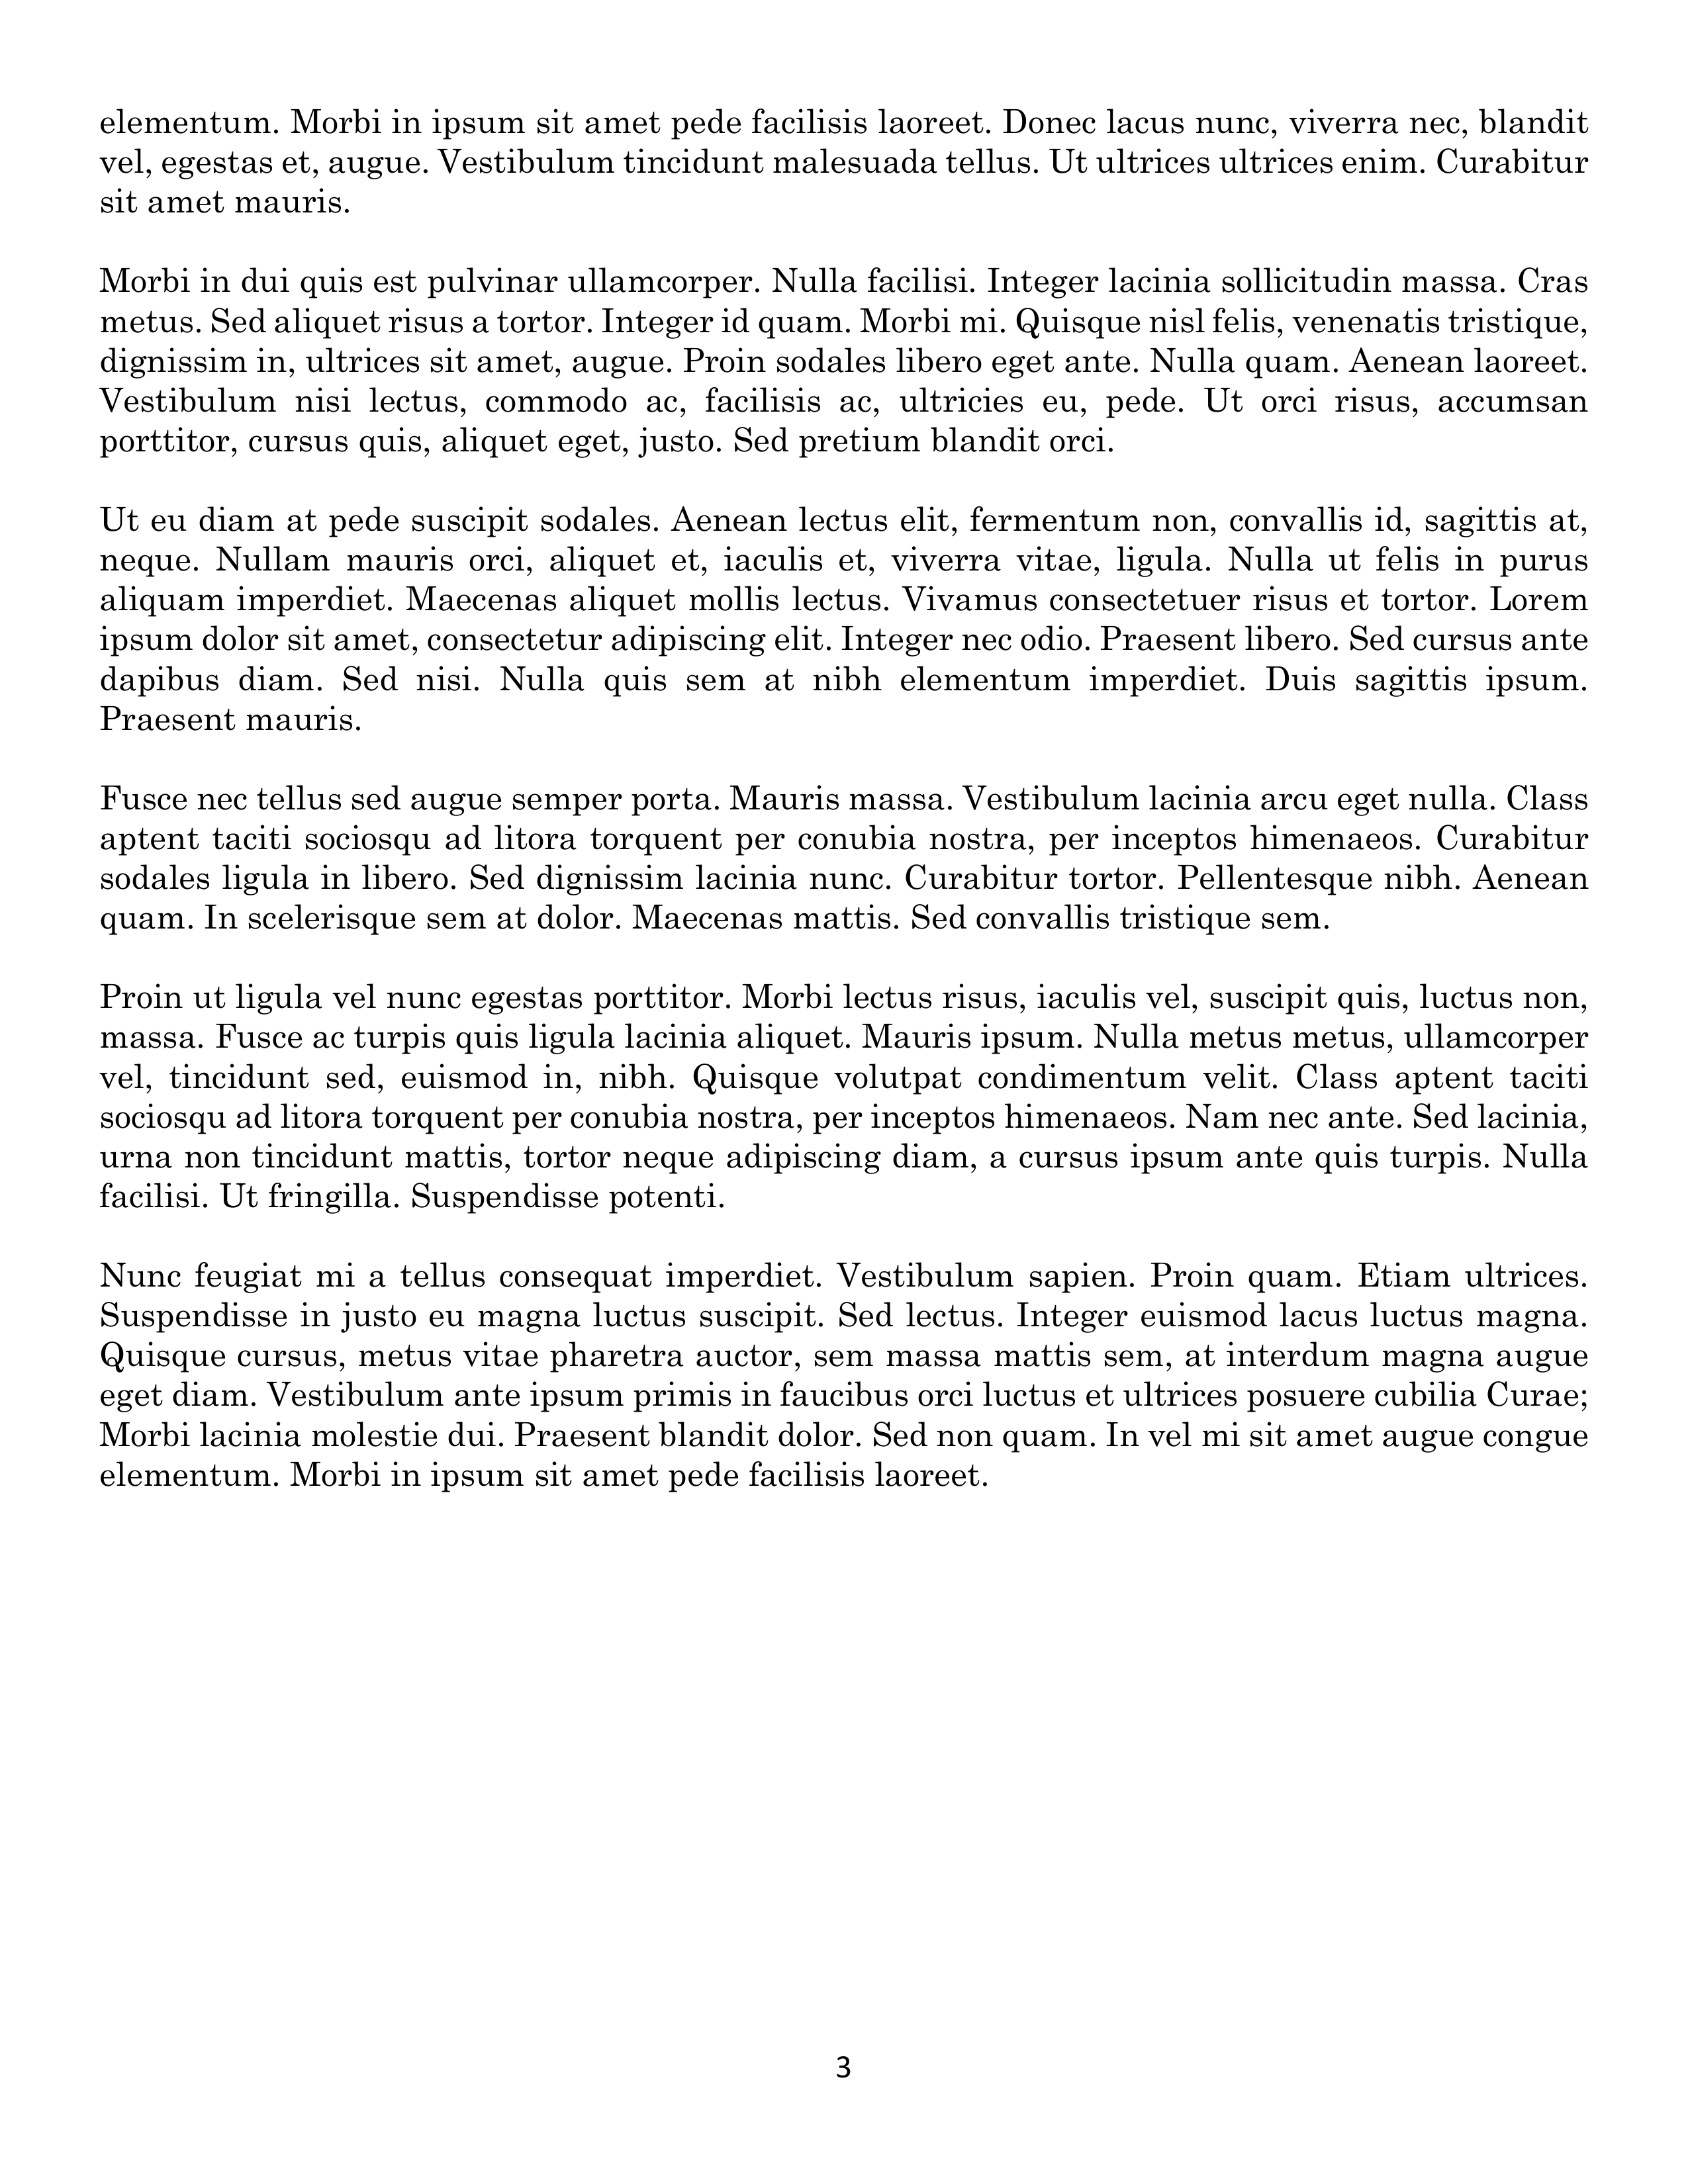 elementum. Morbi in ipsum sit amet pede facilisis laoreet. Donec lacus nunc, viverra nec, blandit
vel, egestas et, augue. Vestibulum tincidunt malesuada tellus. Ut ultrices ultrices enim. Curabitur
sit amet mauris.
Morbi in dui quis est pulvinar ullamcorper. Nulla facilisi. Integer lacinia sollicitudin massa. Cras
metus. Sed aliquet risus a tortor. Integer id quam. Morbi mi. Quisque nisl felis, venenatis tristique,
dignissim in, ultrices sit amet, augue. Proin sodales libero eget ante. Nulla quam. Aenean laoreet.
Vestibulum nisi lectus, commodo ac, facilisis ac, ultricies eu, pede. Ut orci risus, accumsan
porttitor, cursus quis, aliquet eget, justo. Sed pretium blandit orci.
Ut eu diam at pede suscipit sodales. Aenean lectus elit, fermentum non, convallis id, sagittis at,
neque. Nullam mauris orci, aliquet et, iaculis et, viverra vitae, ligula. Nulla ut felis in purus
aliquam imperdiet. Maecenas aliquet mollis lectus. Vivamus consectetuer risus et tortor. Lorem
ipsum dolor sit amet, consectetur adipiscing elit. Integer nec odio. Praesent libero. Sed cursus ante
dapibus diam. Sed nisi. Nulla quis sem at nibh elementum imperdiet. Duis sagittis ipsum.
Praesent mauris.
Fusce nec tellus sed augue semper porta. Mauris massa. Vestibulum lacinia arcu eget nulla. Class
aptent taciti sociosqu ad litora torquent per conubia nostra, per inceptos himenaeos. Curabitur
sodales ligula in libero. Sed dignissim lacinia nunc. Curabitur tortor. Pellentesque nibh. Aenean
quam. In scelerisque sem at dolor. Maecenas mattis. Sed convallis tristique sem.
Proin ut ligula vel nunc egestas porttitor. Morbi lectus risus, iaculis vel, suscipit quis, luctus non,
massa. Fusce ac turpis quis ligula lacinia aliquet. Mauris ipsum. Nulla metus metus, ullamcorper
vel, tincidunt sed, euismod in, nibh. Quisque volutpat condimentum velit. Class aptent taciti
sociosqu ad litora torquent per conubia nostra, per inceptos himenaeos. Nam nec ante. Sed lacinia,
urna non tincidunt mattis, tortor neque adipiscing diam, a cursus ipsum ante quis turpis. Nulla
facilisi. Ut fringilla. Suspendisse potenti.
Nunc feugiat mi a tellus consequat imperdiet. Vestibulum sapien. Proin quam. Etiam ultrices.
Suspendisse in justo eu magna luctus suscipit. Sed lectus. Integer euismod lacus luctus magna.
Quisque cursus, metus vitae pharetra auctor, sem massa mattis sem, at interdum magna augue
eget diam. Vestibulum ante ipsum primis in faucibus orci luctus et ultrices posuere cubilia Curae;
Morbi lacinia molestie dui. Praesent blandit dolor. Sed non quam. In vel mi sit amet augue congue
elementum. Morbi in ipsum sit amet pede facilisis laoreet.
3